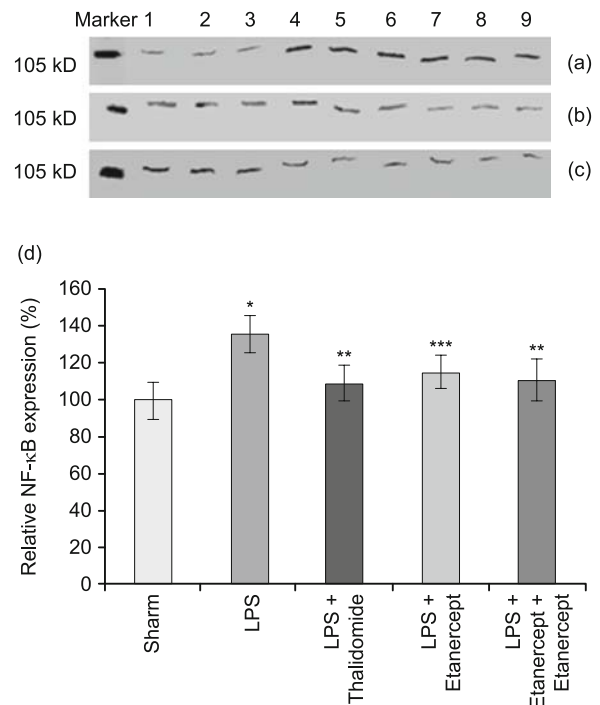 Marker 1 2 3 4 5 6 7 8 9
105 kD (a)
105 kD (b)
105 kD (c)
(d)
Relative NF-κB expression (%)
160
140
120
100
80
60
40
20
0
*
**
***
**
Sharm
LPS
LPS +
Thalidomide
LPS +
Etanercept
LPS +
Etanercept +
Etanercept